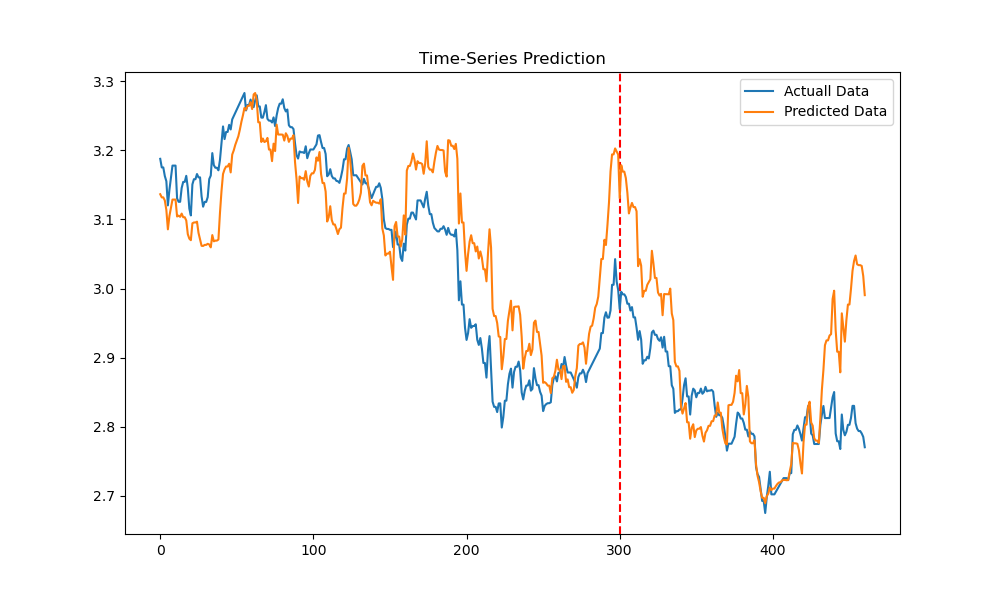 Time-Series Prediction
Actuall Data
Predicted Data
3.3
3.2
3.1
3.0
2.9
2.8
2.7
0 100 200 300 400